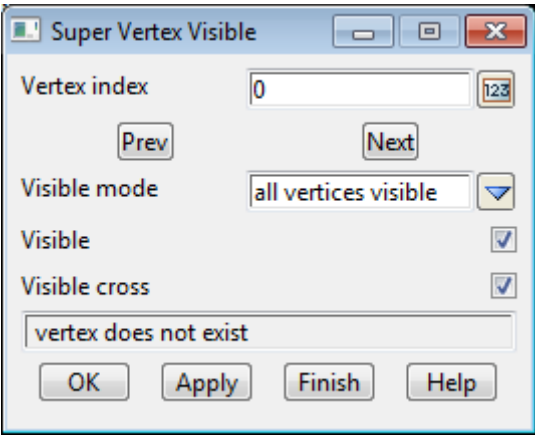 Super Vertex Visible
Vertex index 0 123
Prev Next
Visible mode all vertices visible
Visible
Visible cross
vertex does not exist
OK Apply Finish Help